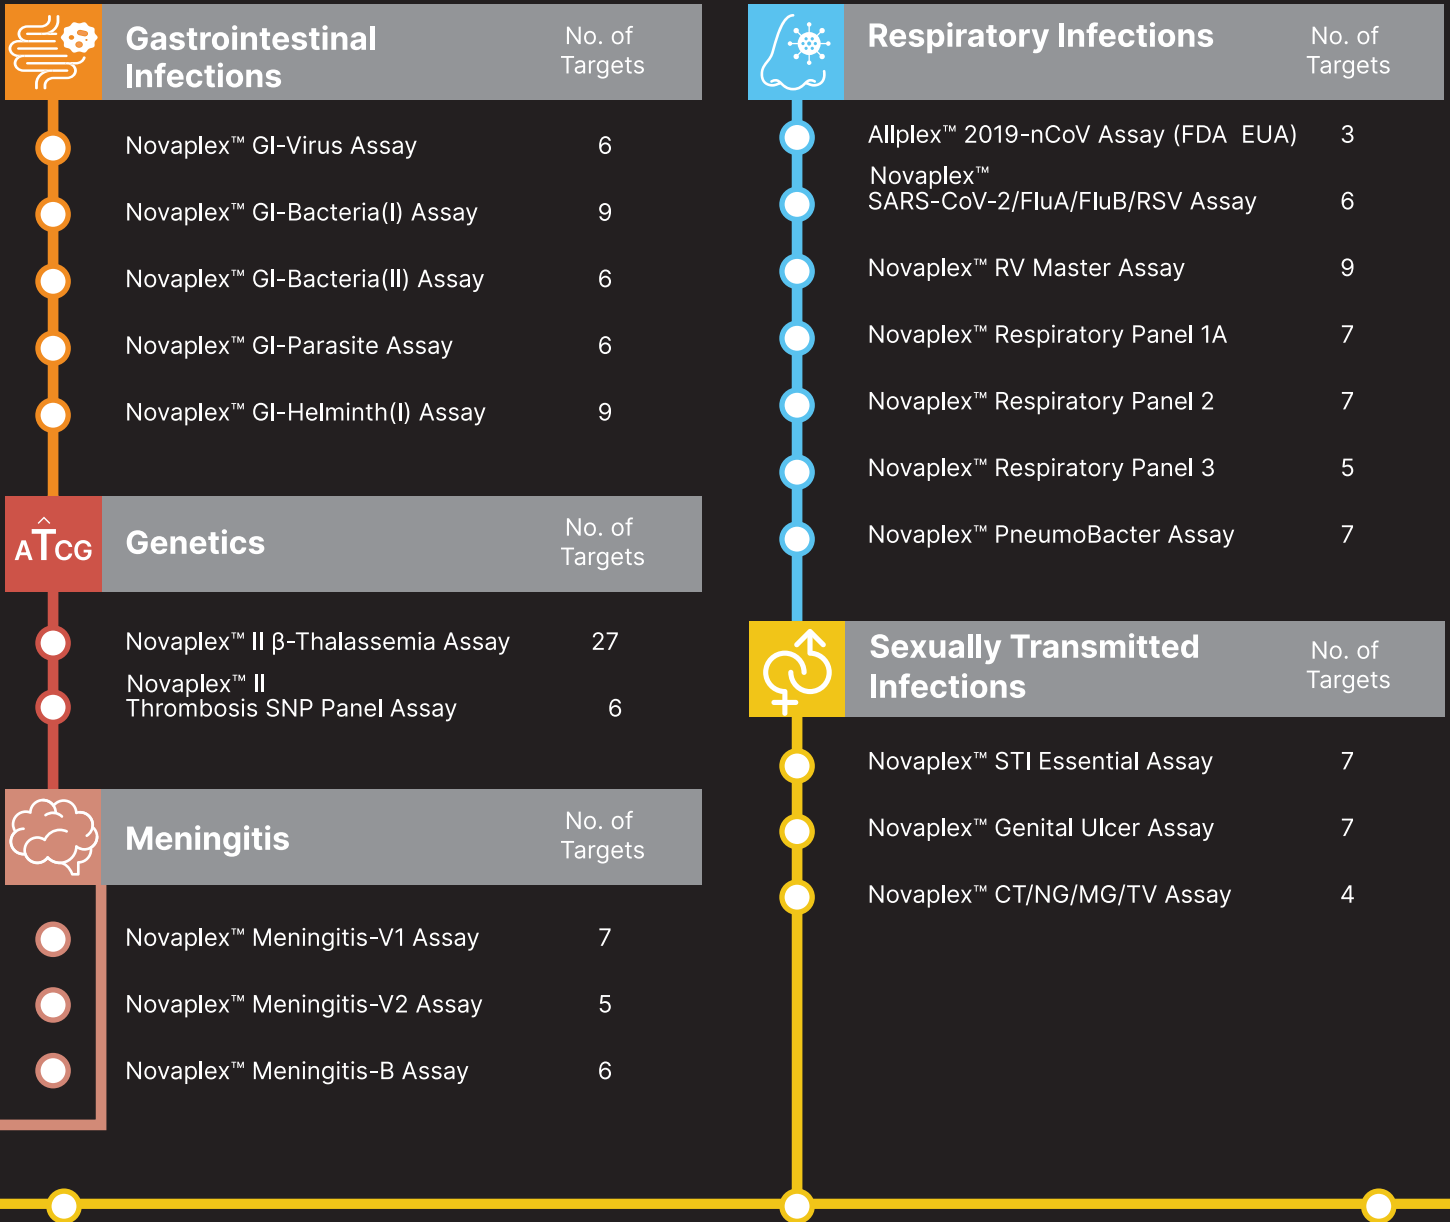 Gastrointestinal
Infections
No. of
Targets
Novaplex™ GI-Virus Assay 6
Novaplex™ GI-Bacteria(I) Assay 9
Novaplex™ GI-Bacteria(II) Assay 6
Novaplex™ GI-Parasite Assay 6
Novaplex™ GI-Helminth(I) Assay 9
ATCG
Genetics
No. of
Targets
Novaplex™ II β-Thalassemia Assay 27
Novaplex™ II
Thrombosis SNP Panel Assay 6
Meningitis
No. of
Targets
Novaplex™ Meningitis-V1 Assay 7
Novaplex™ Meningitis-V2 Assay 5
Novaplex™ Meningitis-B Assay 6
Respiratory Infections
No. of
Targets
Allplex™ 2019-nCoV Assay (FDA EUA) 3
Novaplex™
SARS-CoV-2/FluA/FluB/RSV Assay 6
Novaplex™ RV Master Assay 9
Novaplex™ Respiratory Panel 1A 7
Novaplex™ Respiratory Panel 2 7
Novaplex™ Respiratory Panel 3 5
Novaplex™ PneumoBacter Assay 7
Sexually Transmitted
Infections
No. of
Targets
Novaplex™ STI Essential Assay 7
Novaplex™ Genital Ulcer Assay 7
Novaplex™ CT/NG/MG/TV Assay 4